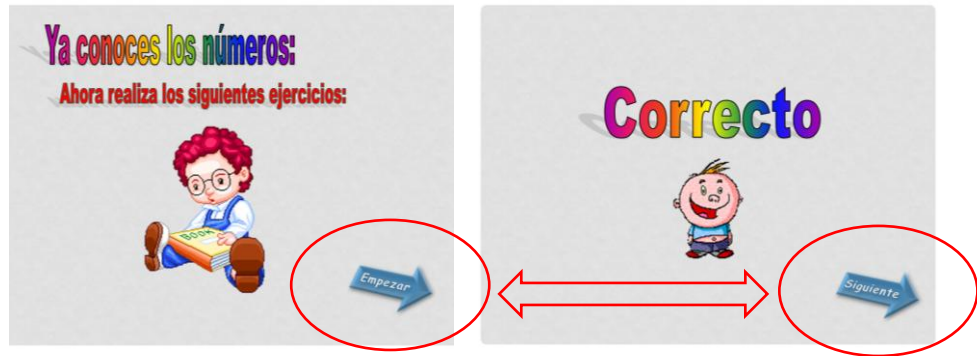 Ya conoces los números:
Ahora realiza los siguientes ejercicios:
BOOK
Empezar
Correcto
Siguiente